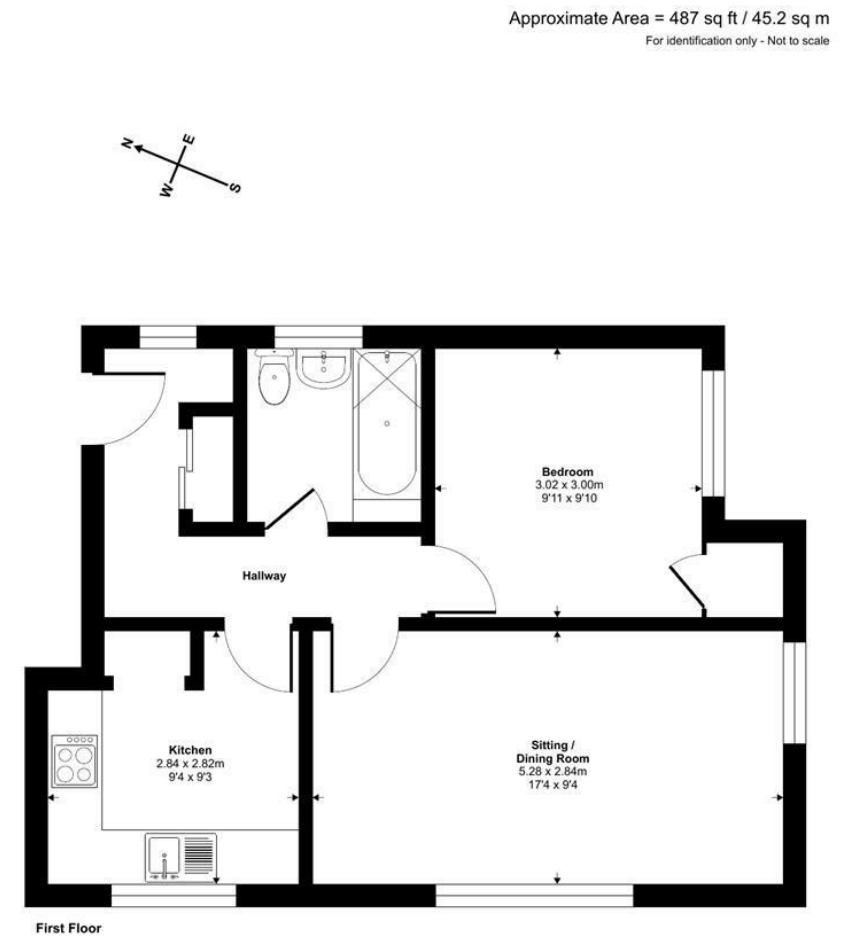 Approximate Area = 487 sq ft / 45.2 sq m
For identification only - Not to scale
N
E
W
S
Bedroom
3.02 x 3.00m
9'11 x 9'10
Hallway
Kitchen
2.84 x 2.82m
9'4 x 9'3
Sitting /
Dining Room
5.28 x 2.84m
17'4 x 9'4
First Floor